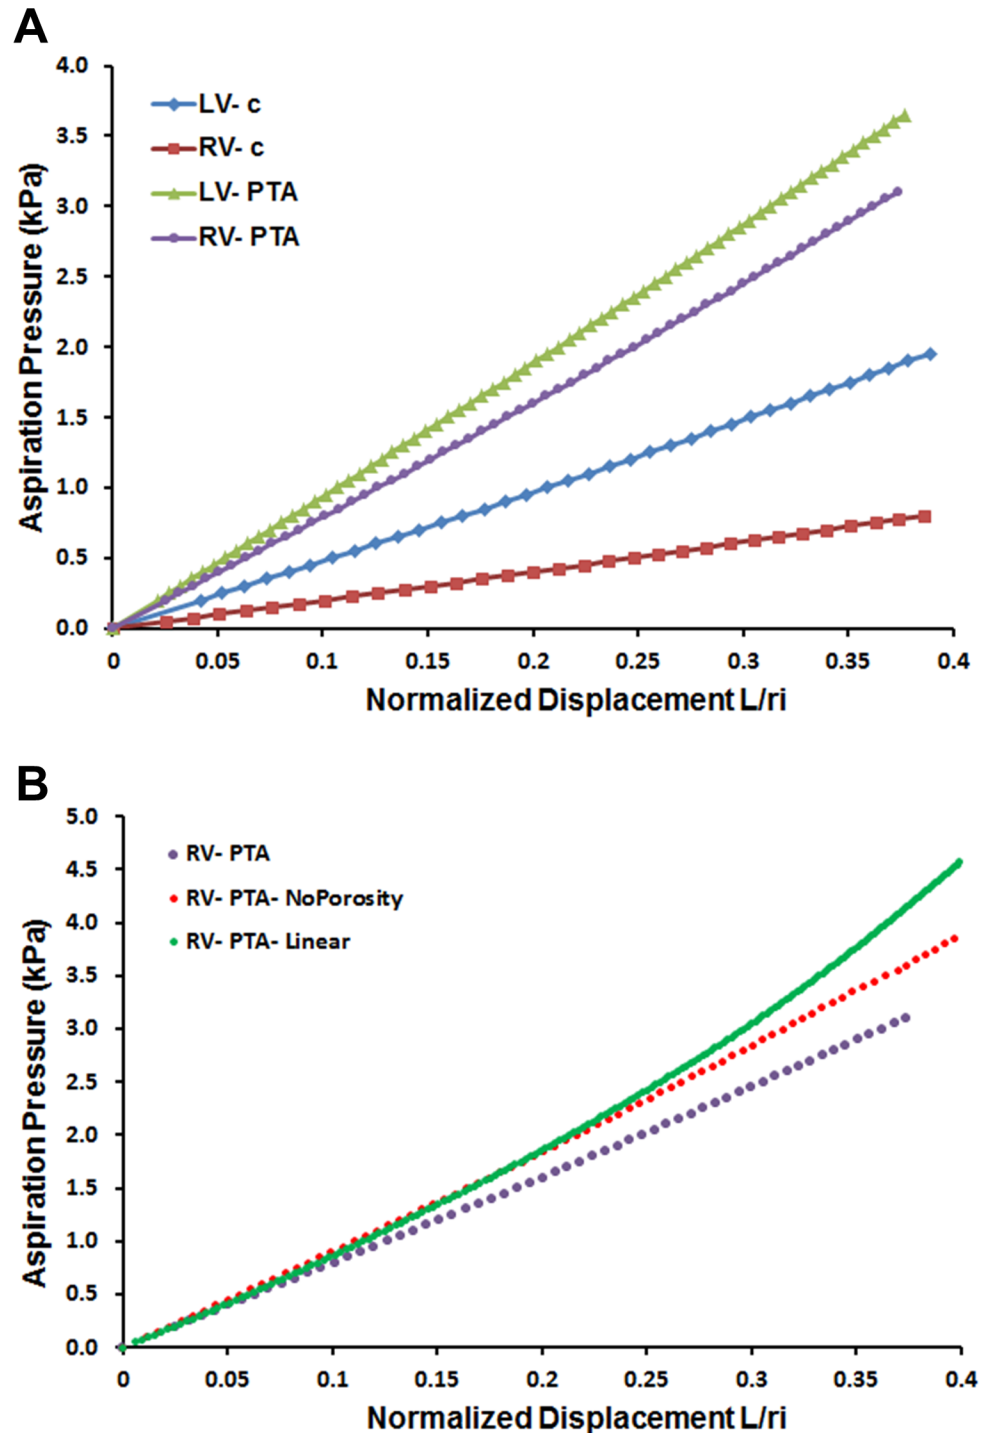 A
4.0
LV- c
3.5
RV- c
LV- PTA
3.0
RV- PTA
2.5
2.0
1.5
1.0
0.5
0.0
Aspiration Pressure (kPa)
0 0.05 0.1 0.15 0.2 0.25 0.3 0.35 0.4
Normalized Displacement L/ri
B
5.0
RV- PTA
4.5
RV- PTA- NoPorosity
4.0
RV- PTA- Linear
3.5
3.0
2.5
2.0
1.5
1.0
0.5
0.0
Aspiration Pressure (kPa)
0 0.05 0.1 0.15 0.2 0.25 0.3 0.35 0.4
Normalized Displacement L/ri